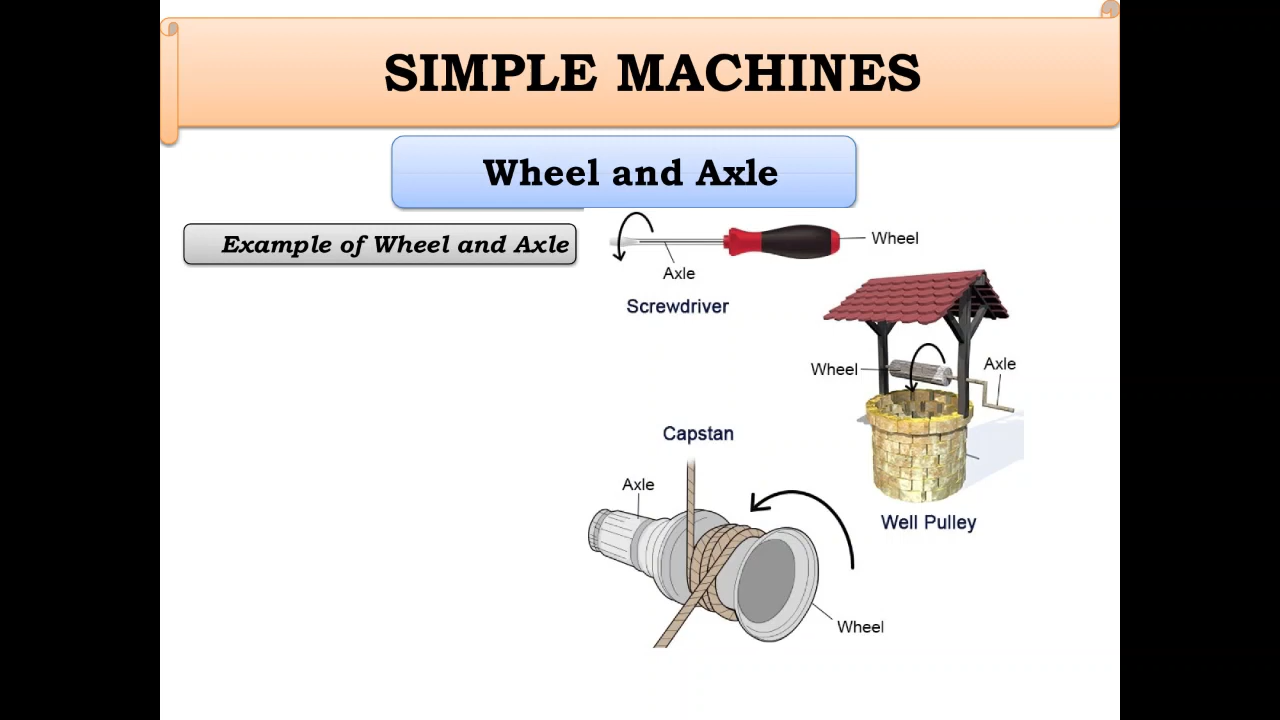 SIMPLE MACHINES
Wheel and Axle
Example of Wheel and Axle
Wheel
Axle
Screwdriver
Wheel
Axle
Well Pulley
Capstan
Axle
Wheel